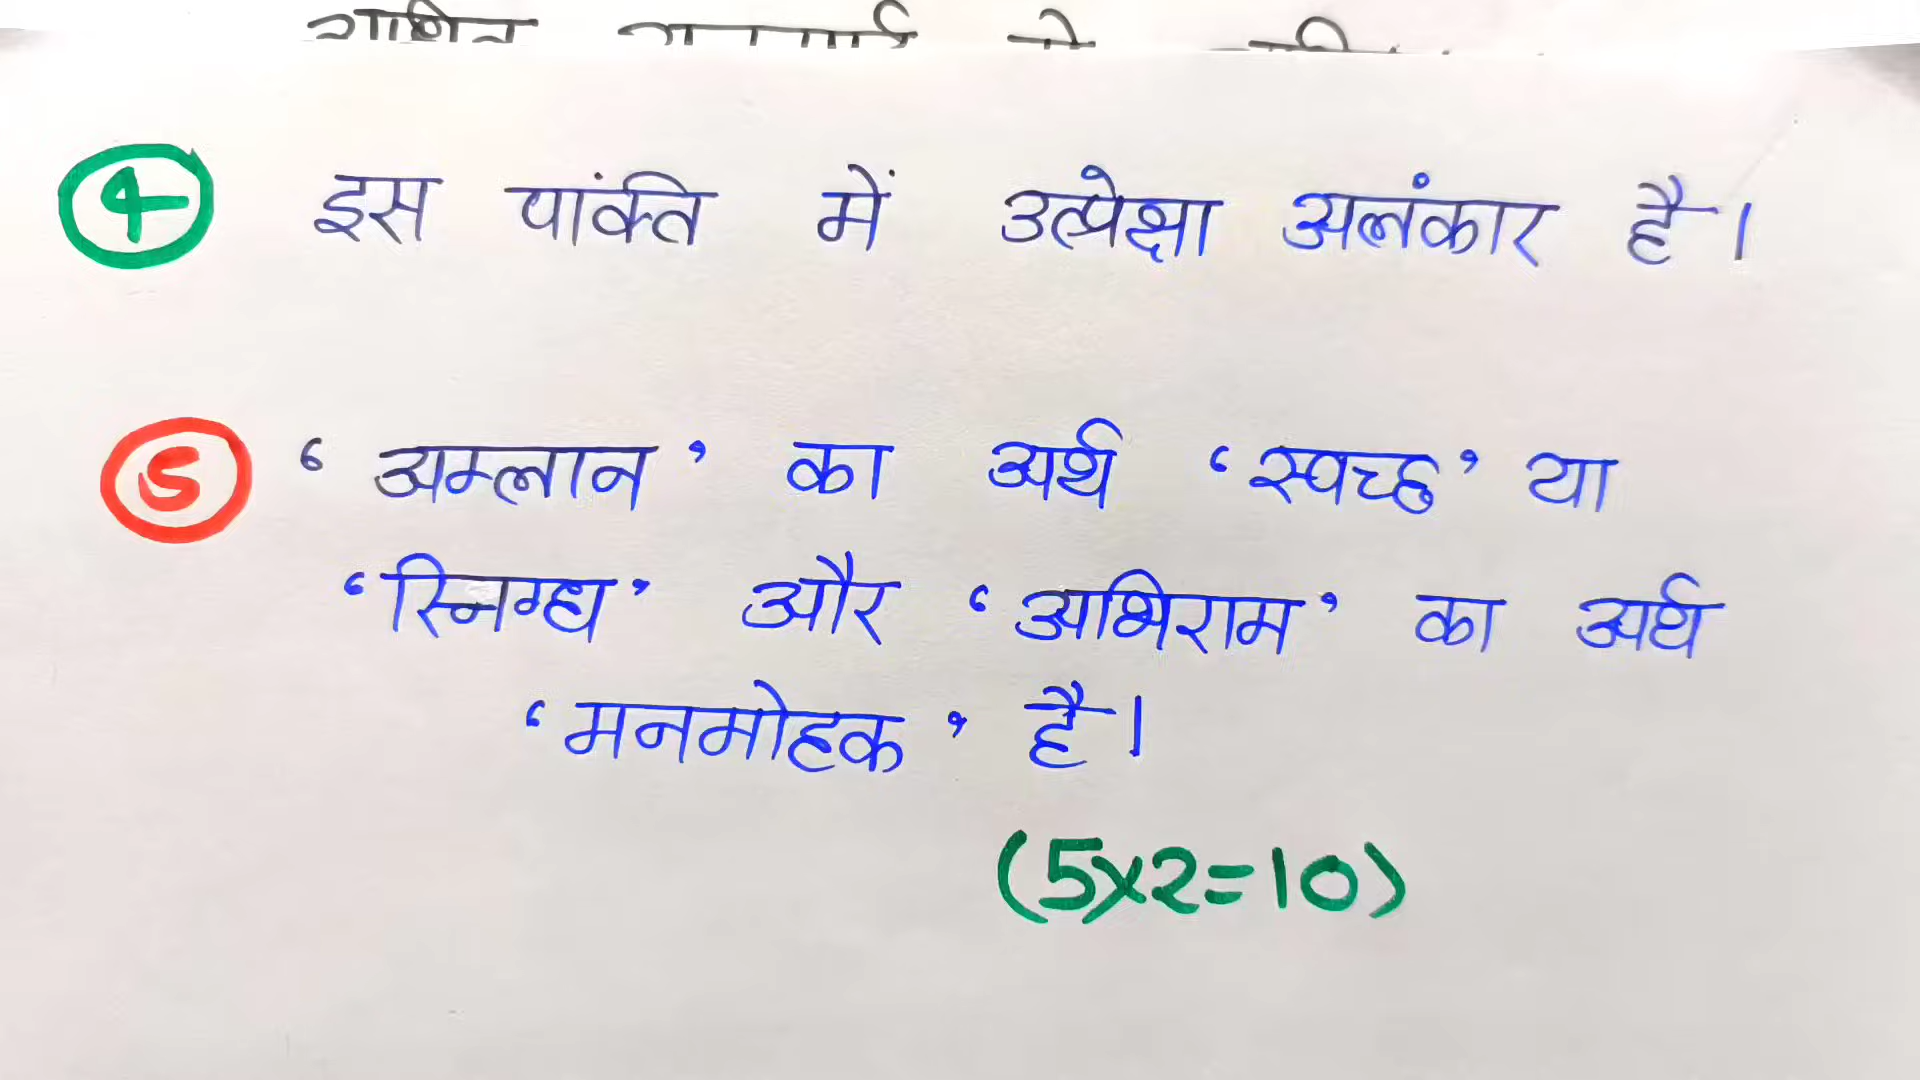 4 इस पांक्ति में उत्प्रेक्षा अलंकार है।
5 ‘अम्लान’ का अर्थ ‘स्वच्छ’ या
‘स्निग्ध’ और ‘अभिराम’ का अर्थ
‘मनमोहक’ है।
(5x2=10)